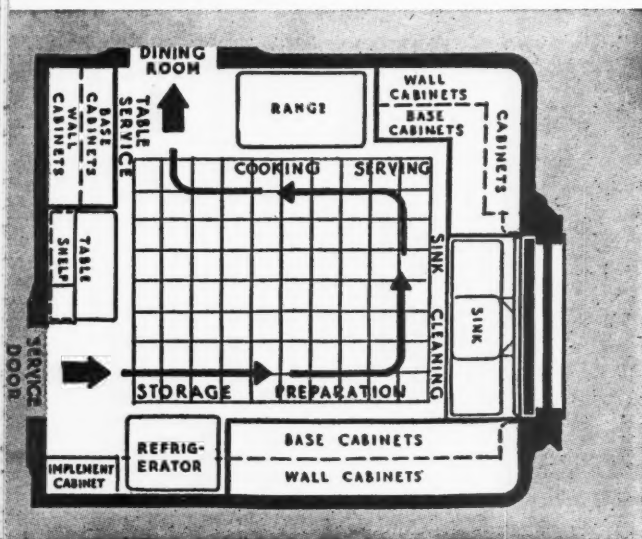 DINING
ROOM
TABLE
SERVICE
BASE
CABINETS
WALL
CABINETS
RANGE
WALL
CABINETS
BASE
CABINETS
CABINETS
COOKING SERVING
TABLE
SHELF
SINK CLEANING
SINK
SERVICE
DOOR
STORAGE PREPARATION
REFRIG-
ERATOR
BASE CABINETS
WALL CABINETS
IMPLEMENT
CABINET